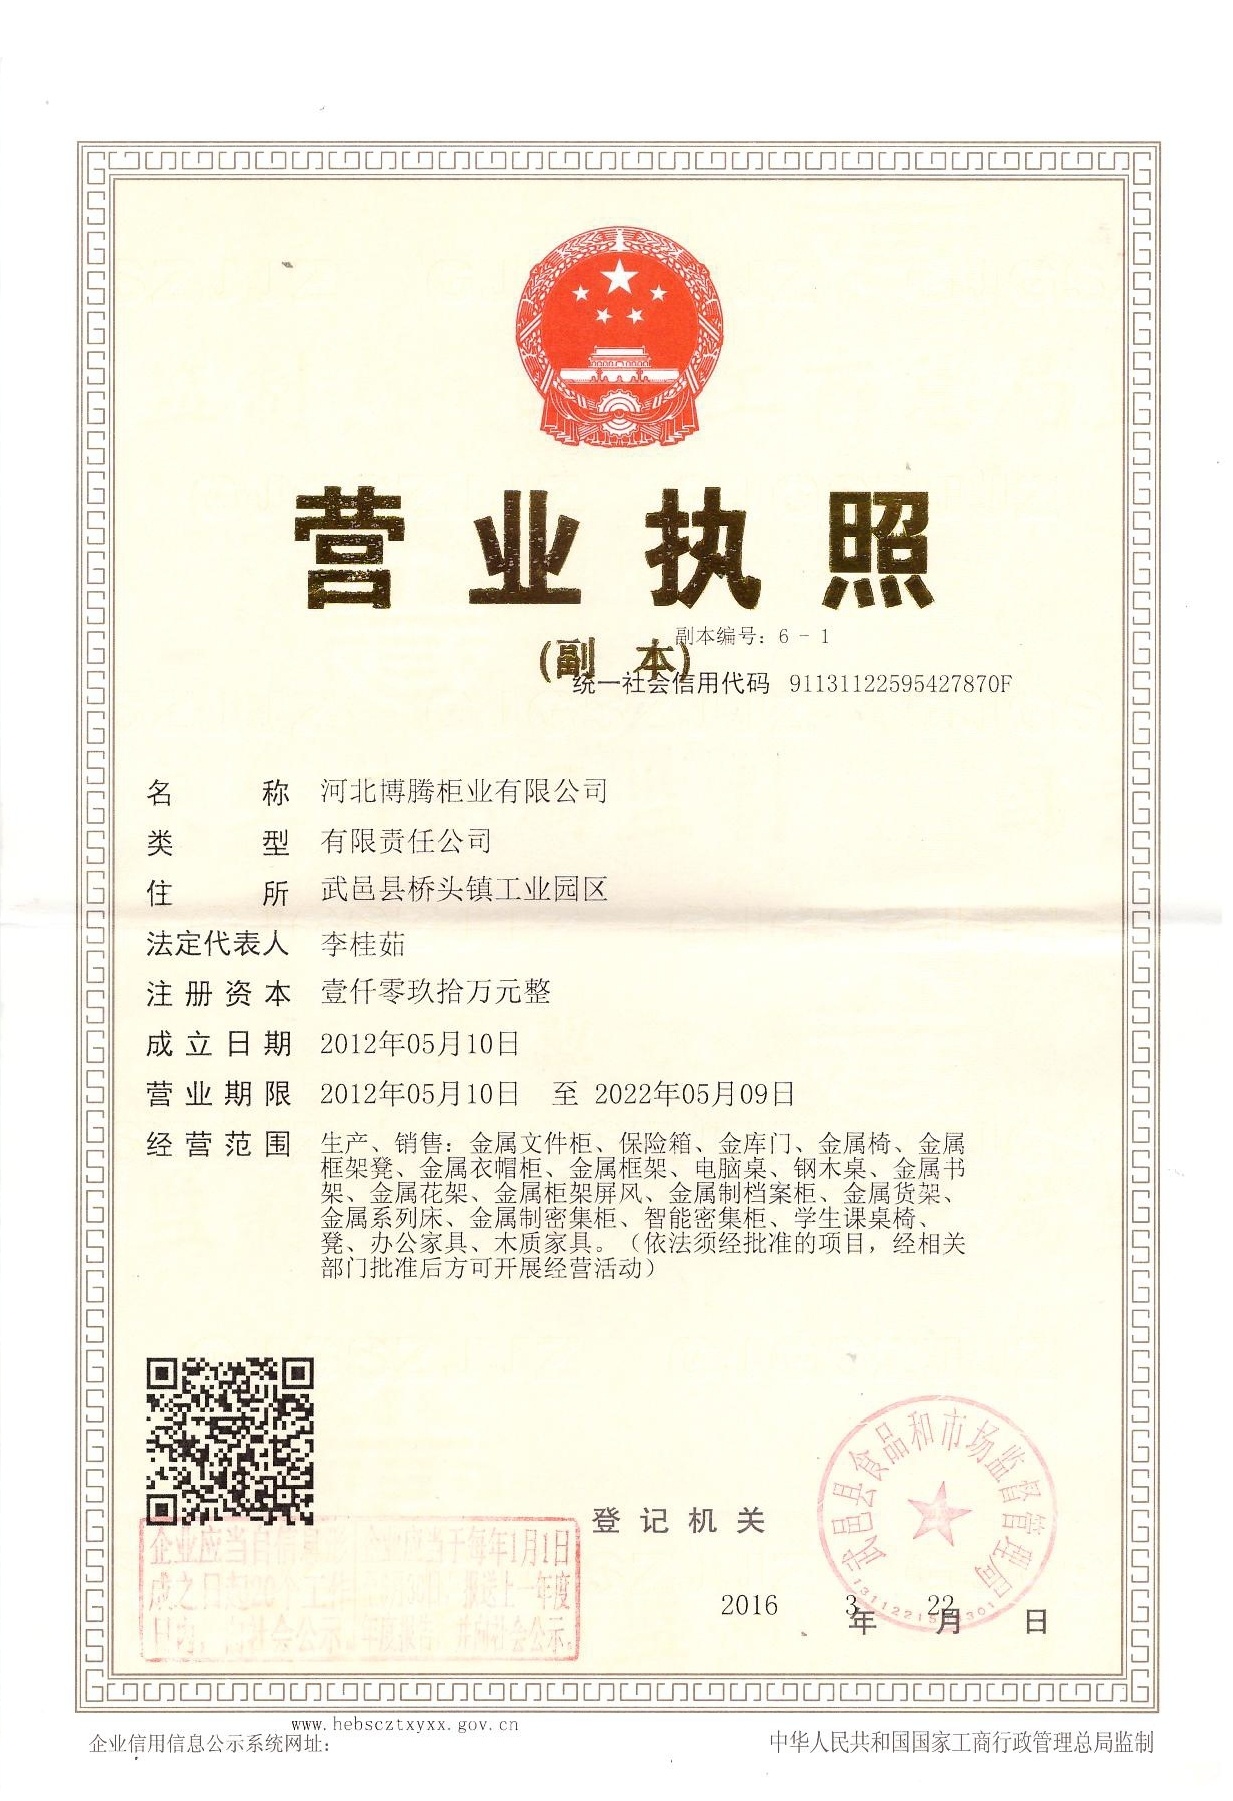 营业执照
副本编号：6 - 1
(副 本)
统一社会信用代码 91131122595427870F
名称 河北博腾柜业有限公司
类型 有限责任公司
住所 武邑县桥头镇工业园区
法定代表人 李桂茹
注册资本 壹仟零玖拾万元整
成立日期 2012年05月10日
营业期限 2012年05月10日 至 2022年05月09日
经营范围 生产、销售：金属文件柜、保险箱、金库门、金属椅、金属
框架凳、金属衣帽柜、金属框架、电脑桌、钢木桌、金属书
架、金属花架、金属柜架屏风、金属制档案柜、金属货架、
金属系列床、金属制密集柜、智能密集柜、学生课桌椅、
凳、办公家具、木质家具。（依法须经批准的项目，经相关
部门批准后方可开展经营活动）
武邑县食品和市场监督管理局
登记机关
企业应当自 企业应当于每年1月1日
成之日起20个工作 报送上一年度
社会公示 年度报告 并向社会公示。
2016 年 3 月 22 日
www.hebscztxyxx.gov.cn
企业信用信息公示系统网址：
中华人民共和国国家工商行政管理总局监制